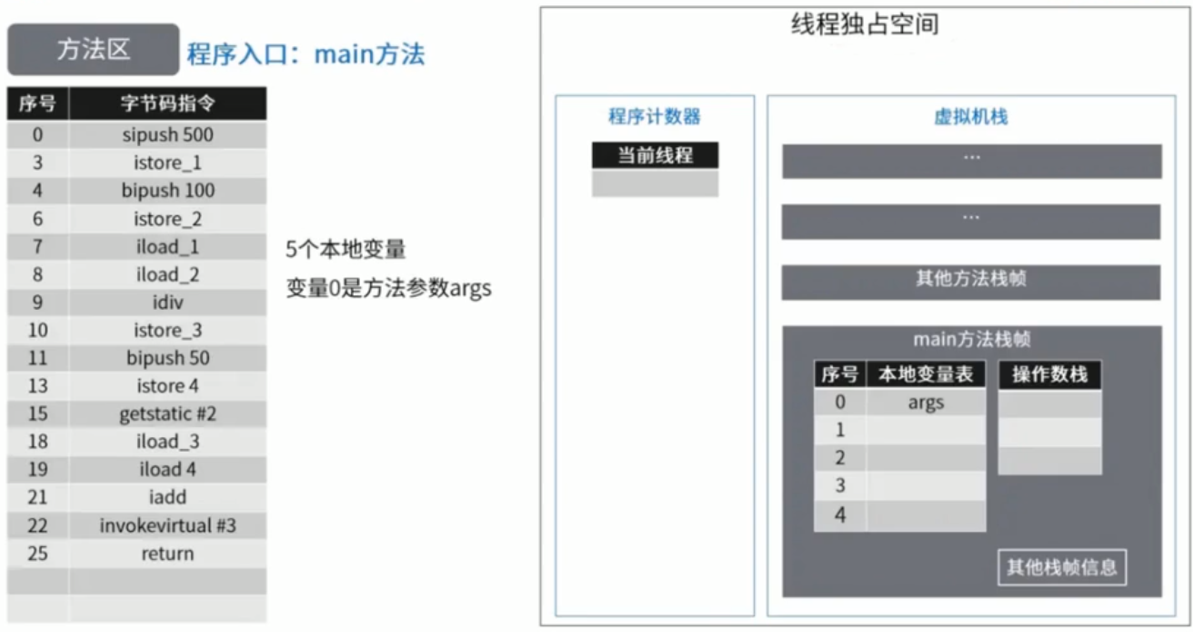 方法区
程序入口：main方法
序号 字节码指令
0 sipush 500
3 istore_1
4 bipush 100
6 istore_2
7 iload_1
8 iload_2
9 idiv
10 istore_3
11 bipush 50
13 istore 4
15 getstatic #2
18 iload_3
19 iload 4
21 iadd
22 invokevirtual #3
25 return
5个本地变量
变量0是方法参数args
线程独占空间
程序计数器
当前线程
虚拟机栈
...
...
其他方法栈帧
main方法栈帧
序号 本地变量表 操作数栈
0 args
1
2
3
4
其他栈帧信息